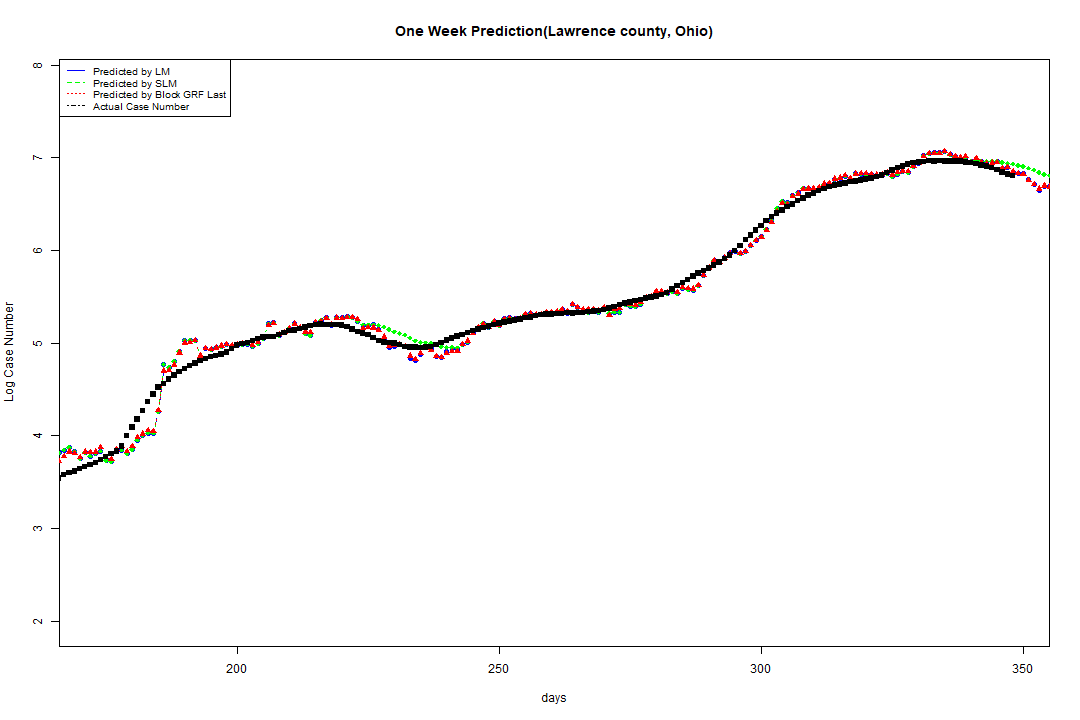 One Week Prediction(Lawrence county, Ohio)
Predicted by LM
Predicted by SLM
Predicted by Block GRF Last
Actual Case Number
8
7
6
5
4
3
2
Log Case Number
200
250
300
350
days